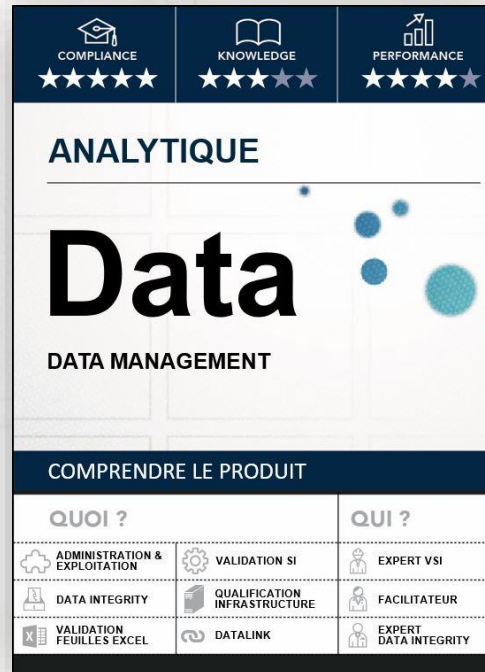 COMPLIANCE
KNOWLEDGE
PERFORMANCE
ANALYTIQUE
Data
DATA MANAGEMENT
COMPRENDRE LE PRODUIT
QUOI ?
QUI ?
ADMINISTRATION &
EXPLOITATION
VALIDATION SI
EXPERT VSI
DATA INTEGRITY
QUALIFICATION
INFRASTRUCTURE
FACILITATEUR
VALIDATION
FEUILLES EXCEL
DATALINK
EXPERT
DATA INTEGRITY